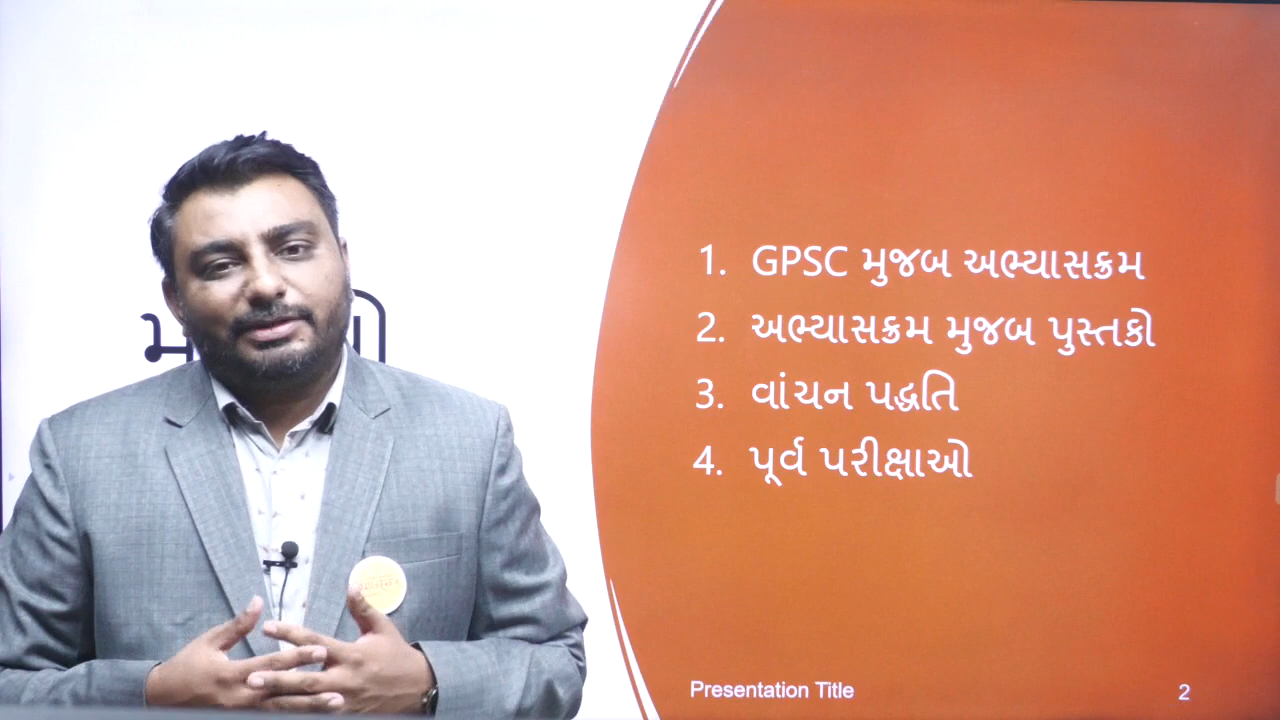 1. GPSC મુજબ અભ્યાસક્રમ
2. અભ્યાસક્રમ મુજબ પુસ્તકો
3. વાંચન પદ્ધતિ
4. પૂર્વ પરીક્ષાઓ
Presentation Title
2